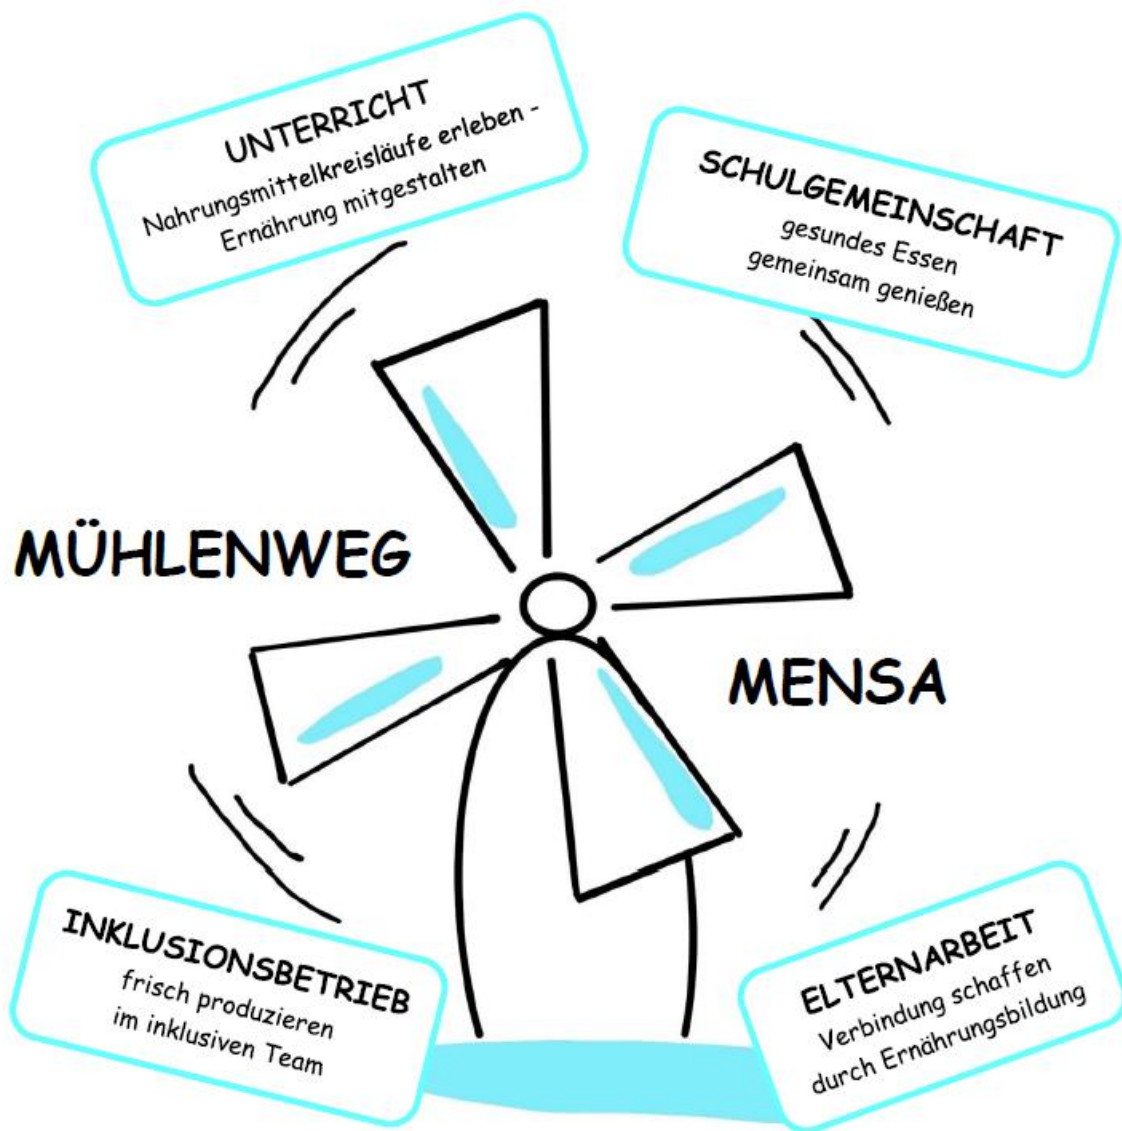 UNTERRICHT
Nahrungsmittelkreisläufe erleben -
Ernährung mitgestalten
SCHULGEMEINSCHAFT
gesundes Essen
gemeinsam genießen
MÜHLENWEG
MENSA
INKLUSIONSBETRIEB
frisch produzieren
im inklusiven Team
ELTERNARBEIT
Verbindung schaffen
durch Ernährungsbildung